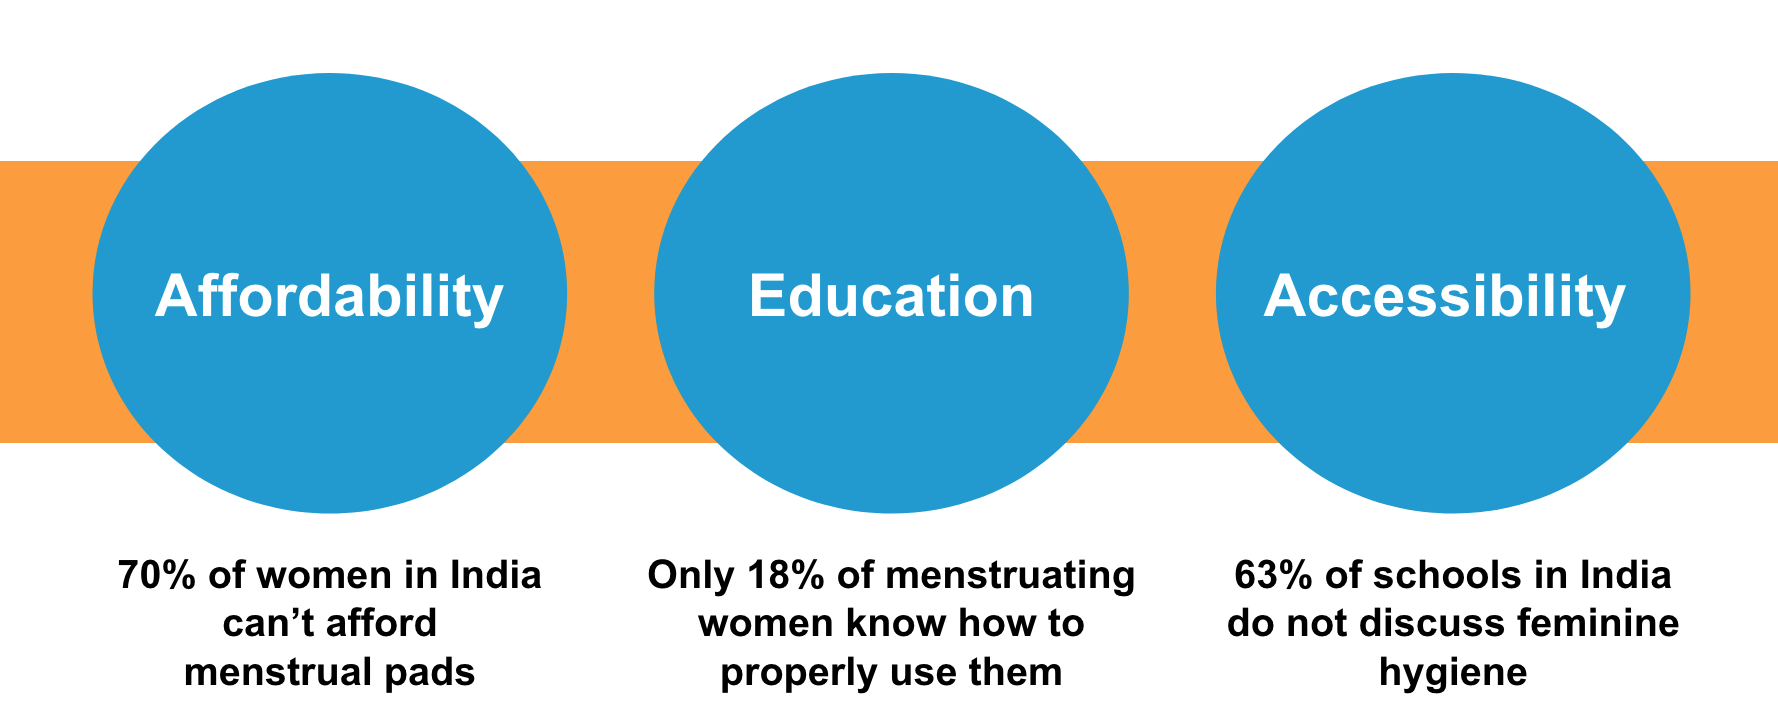 Affordability
Education
Accessibility
70% of women in India
can’t afford
menstrual pads
Only 18% of menstruating
women know how to
properly use them
63% of schools in India
do not discuss feminine
hygiene